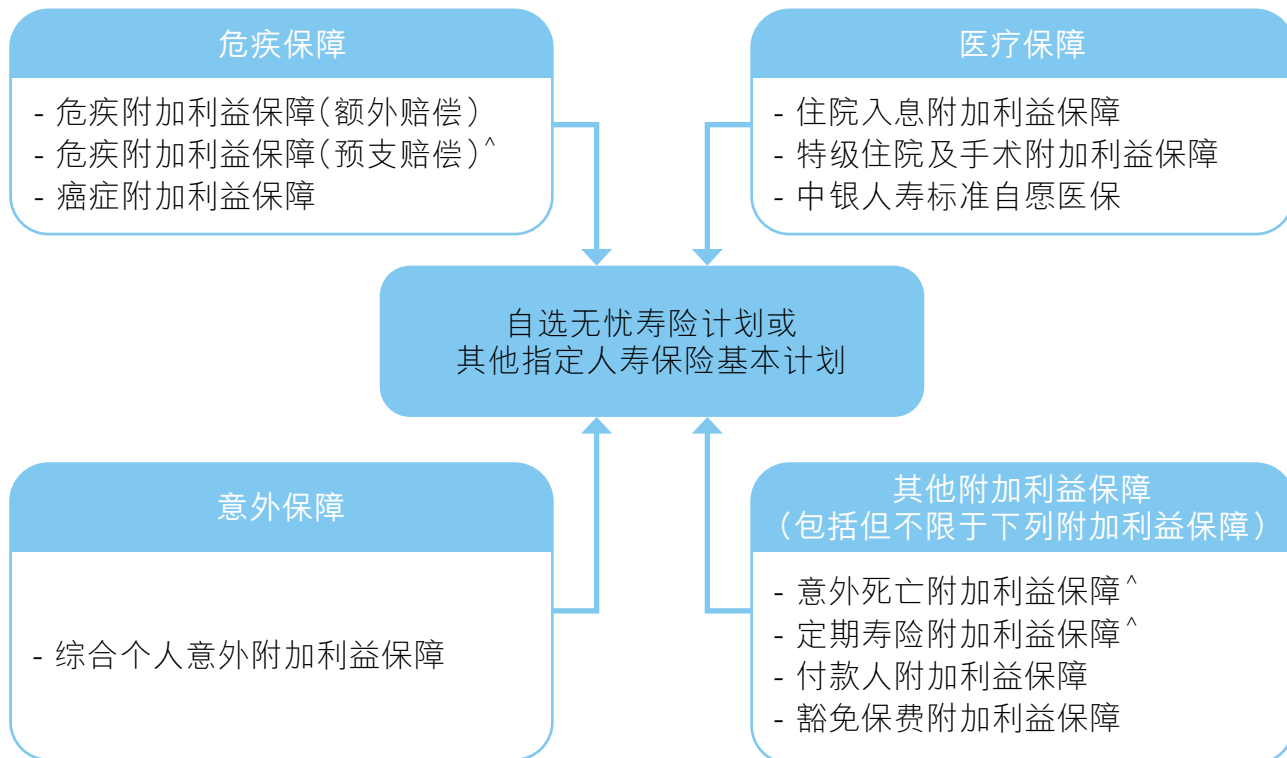 危疾保障
- 危疾附加利益保障(额外赔偿)
- 危疾附加利益保障(预支赔偿)^
- 癌症附加利益保障
医疗保障
- 住院入息附加利益保障
- 特级住院及手术附加利益保障
- 中银人寿标准自愿医保
自选无忧寿险计划或
其他指定人寿保险基本计划
意外保障
- 综合个人意外附加利益保障
其他附加利益保障
(包括但不限于下列附加利益保障)
- 意外死亡附加利益保障^
- 定期寿险附加利益保障^
- 付款人附加利益保障
- 豁免保费附加利益保障